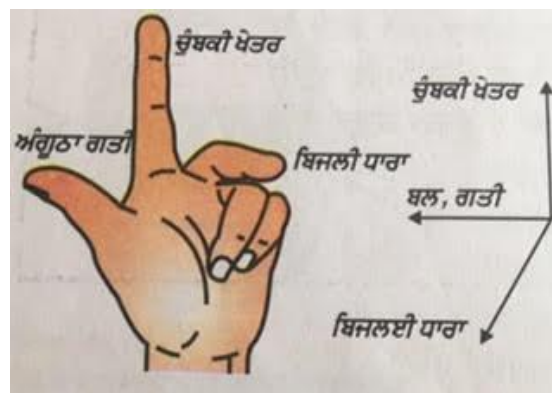 ਚੁੰਬਕੀ ਖੇਤਰ
ਅੰਗੂਠਾ ਗਤੀ
ਬਿਜਲੀ ਧਾਰਾ
ਚੁੰਬਕੀ ਖੇਤਰ
ਬਲ, ਗਤੀ
ਬਿਜਲਈ ਧਾਰਾ